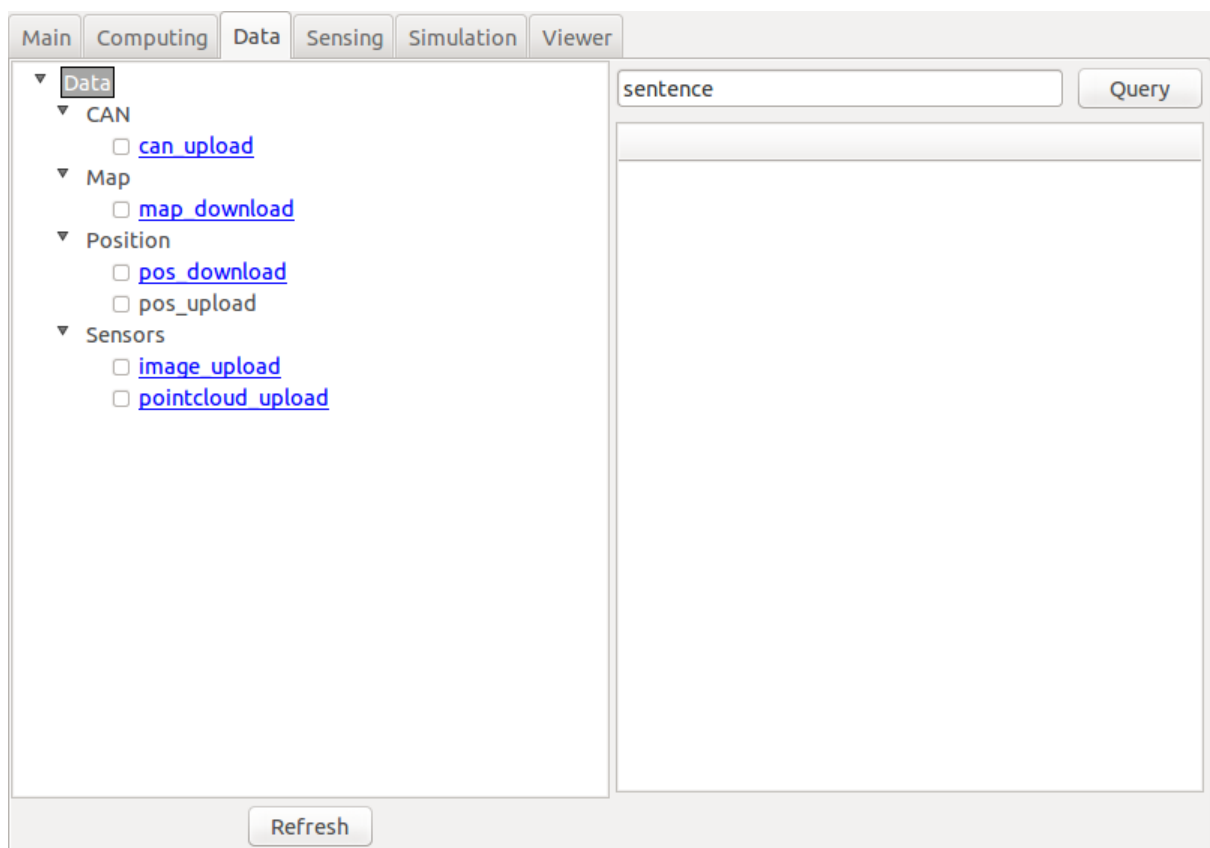 Main Computing Data Sensing Simulation Viewer
Data
CAN
can_upload
Map
map_download
Position
pos_download
pos_upload
Sensors
image_upload
pointcloud_upload
Refresh
sentence
Query